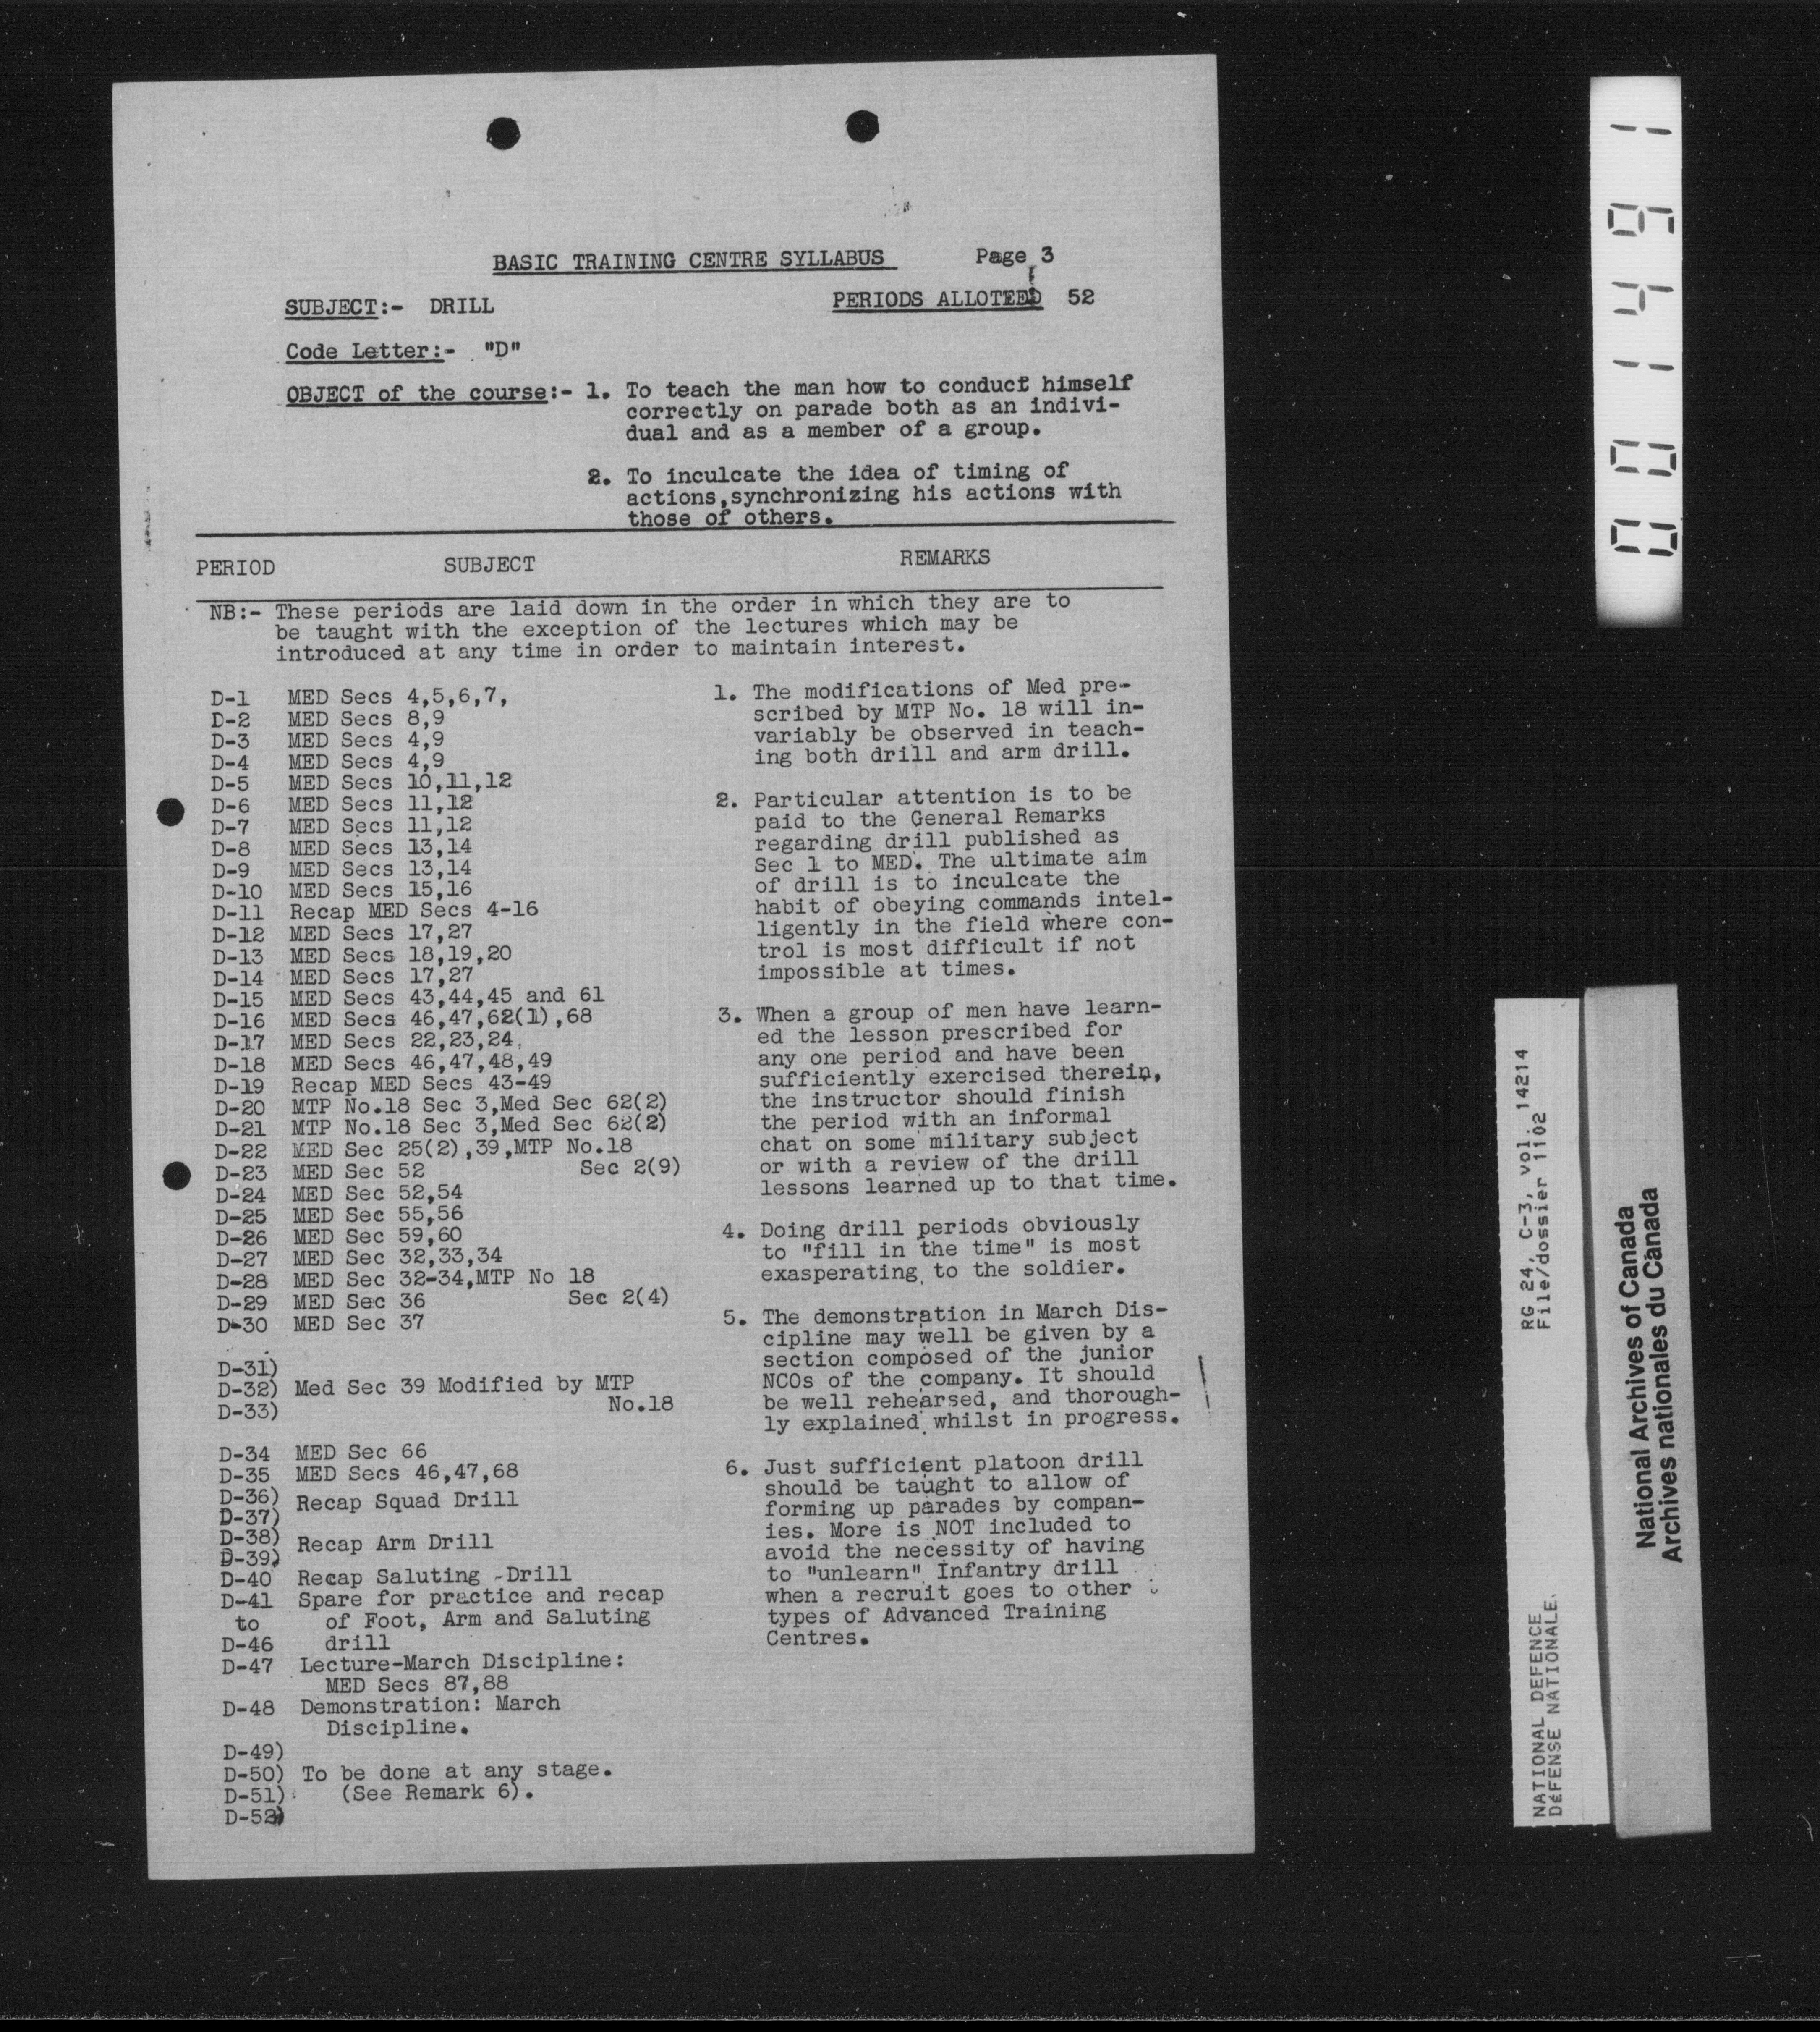 BASIC TRAINING CENTRE SYLLABUS Page 3
SUBJECT:- DRILL PERIODS ALLOTEED 52
Code Letter:- "D"
OBJECT of the course:- 1. To teach the man how to conduct himself
correctly on parade both as an indivi-
dual and as a member of a group.
2. To inculcate the idea of timing of
actions,synchronizing his actions with
those of others.
PERIOD SUBJECT REMARKS
NB:- These periods are laid down in the order in which they are to
be taught with the exception of the lectures which may be
introduced at any time in order to maintain interest.
D-1 MED Secs 4,5,6,7,
D-2 MED Secs 8,9
D-3 MED Secs 4,9
D-4 MED Secs 4,9
D-5 MED Secs 10,11,12
D-6 MED Secs 11,12
D-7 MED Secs 11,12
D-8 MED Secs 13,14
D-9 MED Secs 13,14
D-10 MED Secs 15,16
D-11 Recap MED Secs 4-16
D-12 MED Secs 17,27
D-13 MED Secs 18,19,20
D-14 MED Secs 17,27
D-15 MED Secs 43,44,45 and 61
D-16 MED Secs 46,47,62(1),68
D-17 MED Secs 22,23,24
D-18 MED Secs 46,47,48,49
D-19 Recap MED Secs 43-49
D-20 MTP No.18 Sec 3,Med Sec 62(2)
D-21 MTP No.18 Sec 3,Med Sec 62(2)
D-22 MED Sec 25(2),39,MTP No.18
D-23 MED Sec 52 Sec 2(9)
D-24 MED Sec 52,54
D-25 MED Sec 55,56
D-26 MED Sec 59,60
D-27 MED Sec 32,33,34
D-28 MED Sec 32-34,MTP No 18
D-29 MED Sec 36 Sec 2(4)
D-30 MED Sec 37
D-31)
D-32) Med Sec 39 Modified by MTP
D-33) No.18
D-34 MED Sec 66
D-35 MED Secs 46,47,68
D-36)
Recap Squad Drill
D-37)
D-38)
Recap Arm Drill
D-39)
D-40 Recap Saluting -Drill
D-41 Spare for practice and recap
to of Foot, Arm and Saluting
D-46 drill
D-47 Lecture-March Discipline:
MED Secs 87,88
D-48 Demonstration: March
Discipline.
D-49)
D-50) To be done at any stage.
D-51) (See Remark 6).
D-52)
1. The modifications of Med pre-
scribed by MTP No. 18 will in-
variably be observed in teach-
ing both drill and arm drill.
2. Particular attention is to be
paid to the General Remarks
regarding drill published as
Sec 1 to MED. The ultimate aim
of drill is to inculcate the
habit of obeying commands intel-
ligently in the field where con-
trol is most difficult if not
impossible at times.
3. When a group of men have learn-
ed the lesson prescribed for
any one period and have been
sufficiently exercised therein,
the instructor should finish
the period with an informal
chat on some military subject
or with a review of the drill
lessons learned up to that time.
4. Doing drill periods obviously
to "fill in the time" is most
exasperating to the soldier.
5. The demonstration in March Dis-
cipline may well be given by a
section composed of the junior
NCOs of the company. It should
be well rehearsed, and thorough-
ly explained whilst in progress.
6. Just sufficient platoon drill
should be taught to allow of
forming up parades by compan-
ies. More is NOT included to
avoid the necessity of having
to "unlearn" Infantry drill
when a recruit goes to other
types of Advanced Training
Centres.
001491
NATIONAL DEFENCE RG 24, C-3, vol. 14214
DéFENSE NATIONALE. File/dossier 1102
National Archives of Canada
Archives nationales du Canada